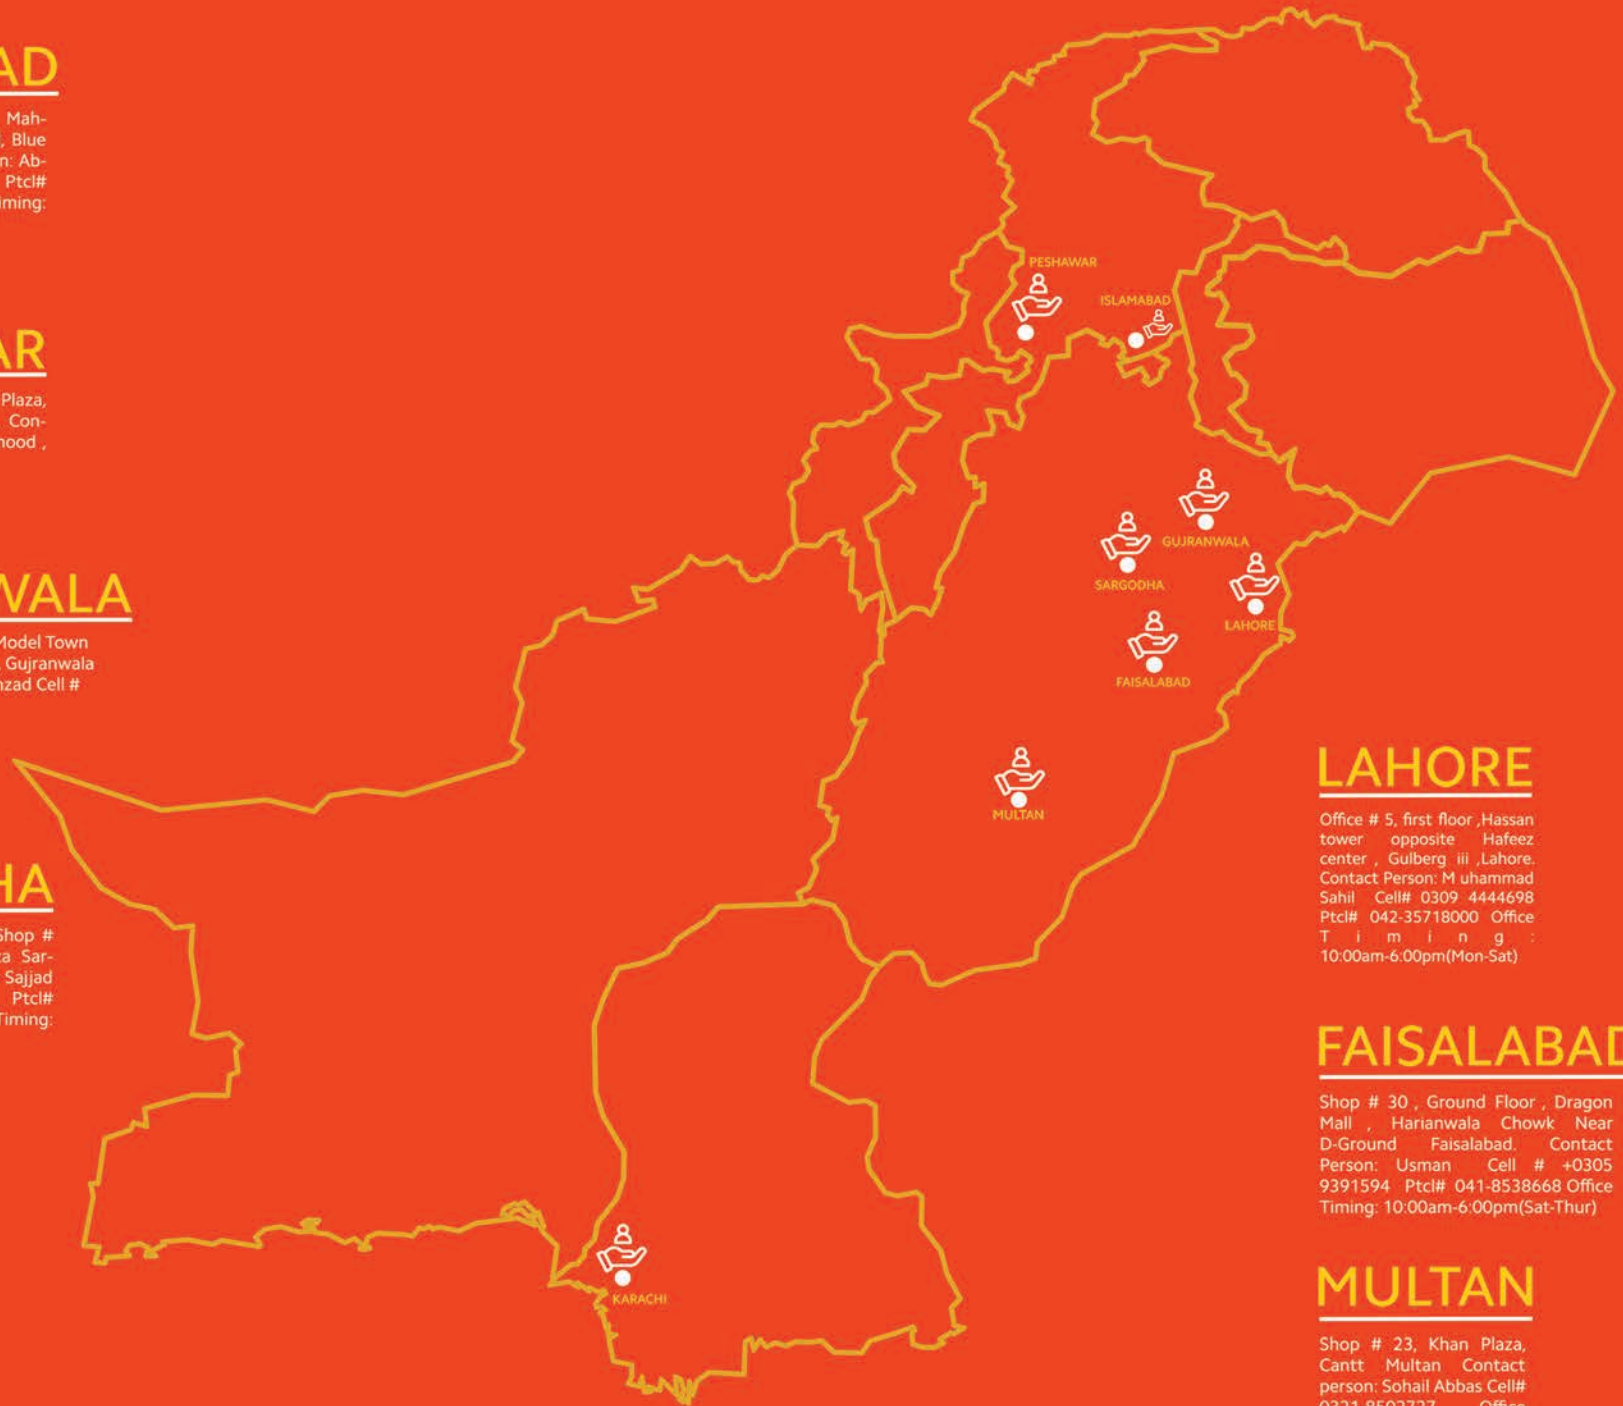 AD
Mah-
, Blue
n: Ab-
Ptcl#
iming:
AR
Plaza,
Con-
nood ,
WALA
Model Town
, Gujranwala
nzad Cell #
HA
Shop #
za Sar-
Sajjad
Ptcl#
Timing:
PESHAWAR
ISLAMABAD
GUJRANWALA
SARGODHA
LAHORE
FAISALABAD
MULTAN
KARACHI
LAHORE
Office # 5, first floor ,Hassan
tower opposite Hafeez
center , Gulberg iii ,Lahore.
Contact Person: M uhammad
Sahil Cell# 0309 4444698
Ptcl# 042-35718000 Office
T i m i n g :
10:00am-6:00pm(Mon-Sat)
FAISALABAD
Shop # 30 , Ground Floor , Dragon
Mall , Harianwala Chowk Near
D-Ground Faisalabad. Contact
Person: Usman Cell # +0305
9391594 Ptcl# 041-8538668 Office
Timing: 10:00am-6:00pm(Sat-Thur)
MULTAN
Shop # 23, Khan Plaza,
Cantt Multan Contact
person: Sohail Abbas Cell#
Office